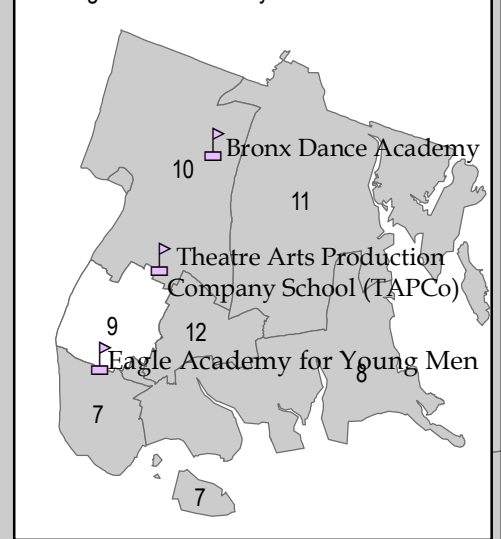 Bronx Dance Academy
10
11
Theatre Arts Production
Company School (TAPCo)
9
12
Eagle Academy for Young Men
8
7
7